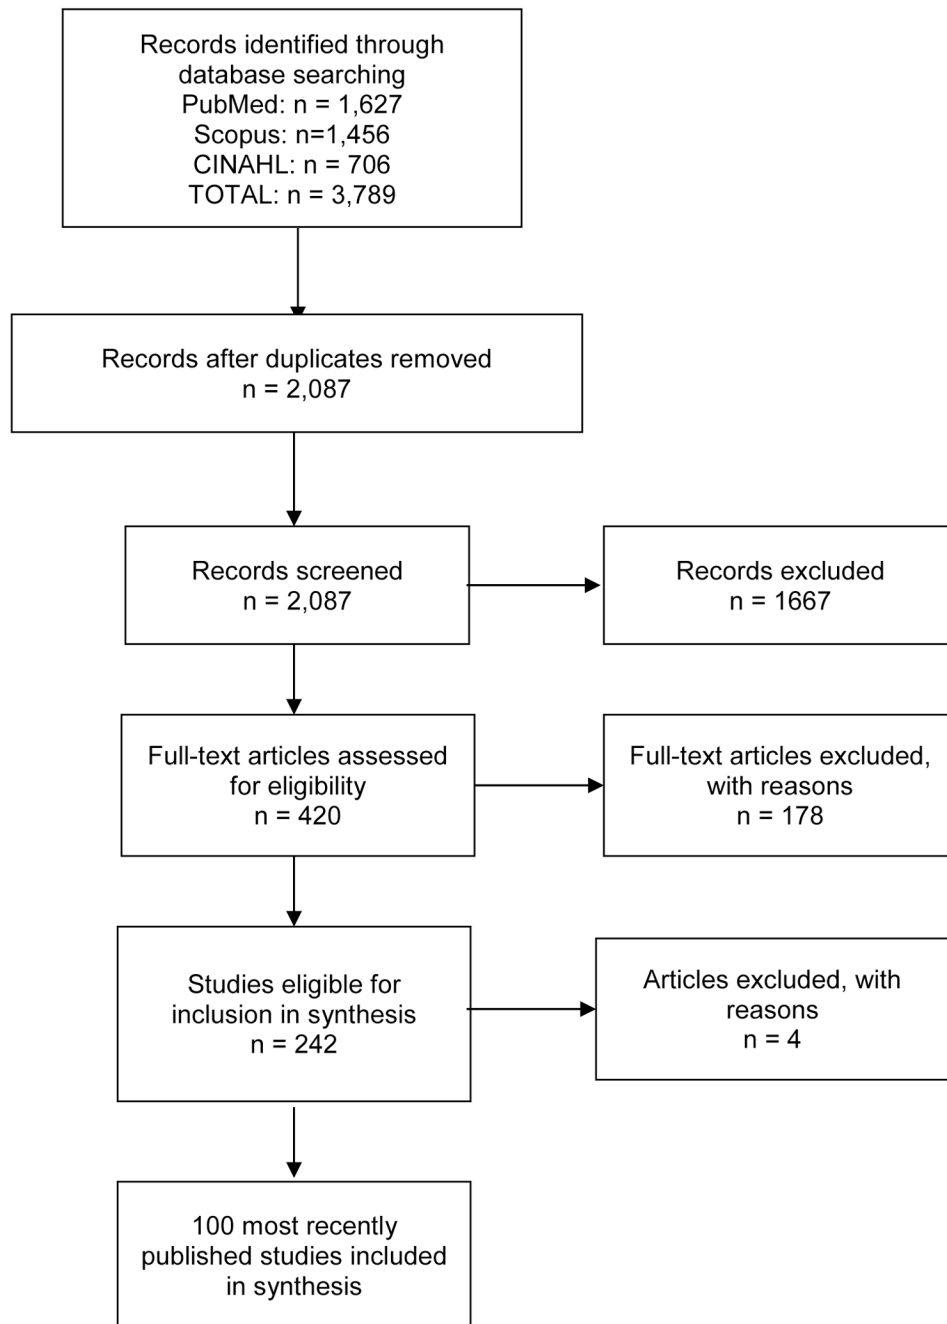 Records identified through
database searching
PubMed: n = 1,627
Scopus: n=1,456
CINAHL: n = 706
TOTAL: n = 3,789
Records after duplicates removed
n = 2,087
Records screened
n = 2,087
Records excluded
n = 1667
Full-text articles assessed
for eligibility
n = 420
Full-text articles excluded,
with reasons
n = 178
Studies eligible for
inclusion in synthesis
n = 242
Articles excluded, with
reasons
n = 4
100 most recently
published studies included
in synthesis